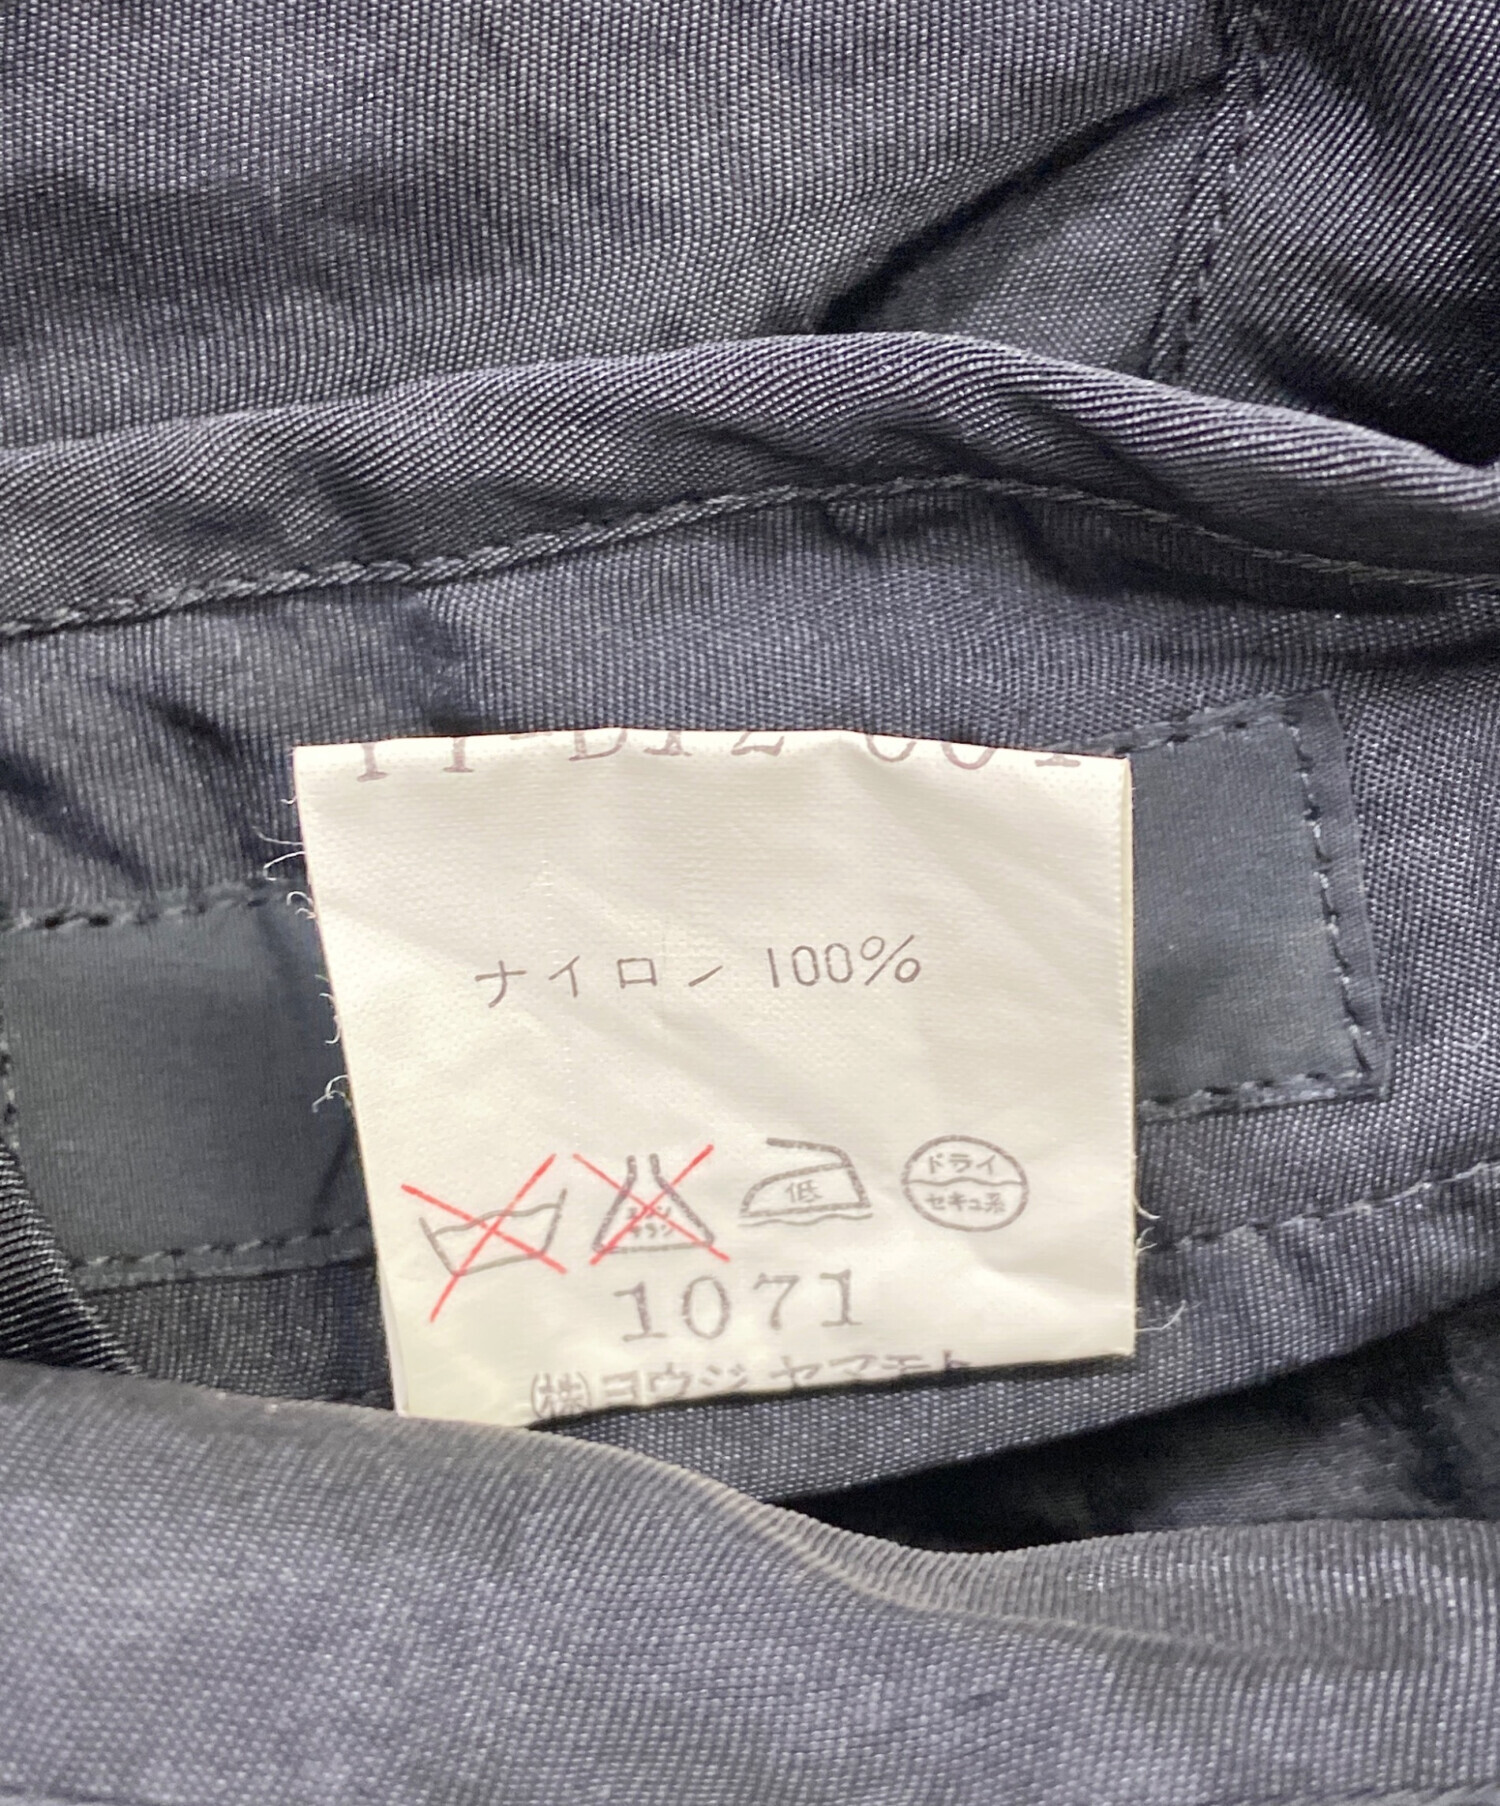 ナイロン 100%
低
ドライ
セキユ系
1071
(株)ヨウジ ヤマモト